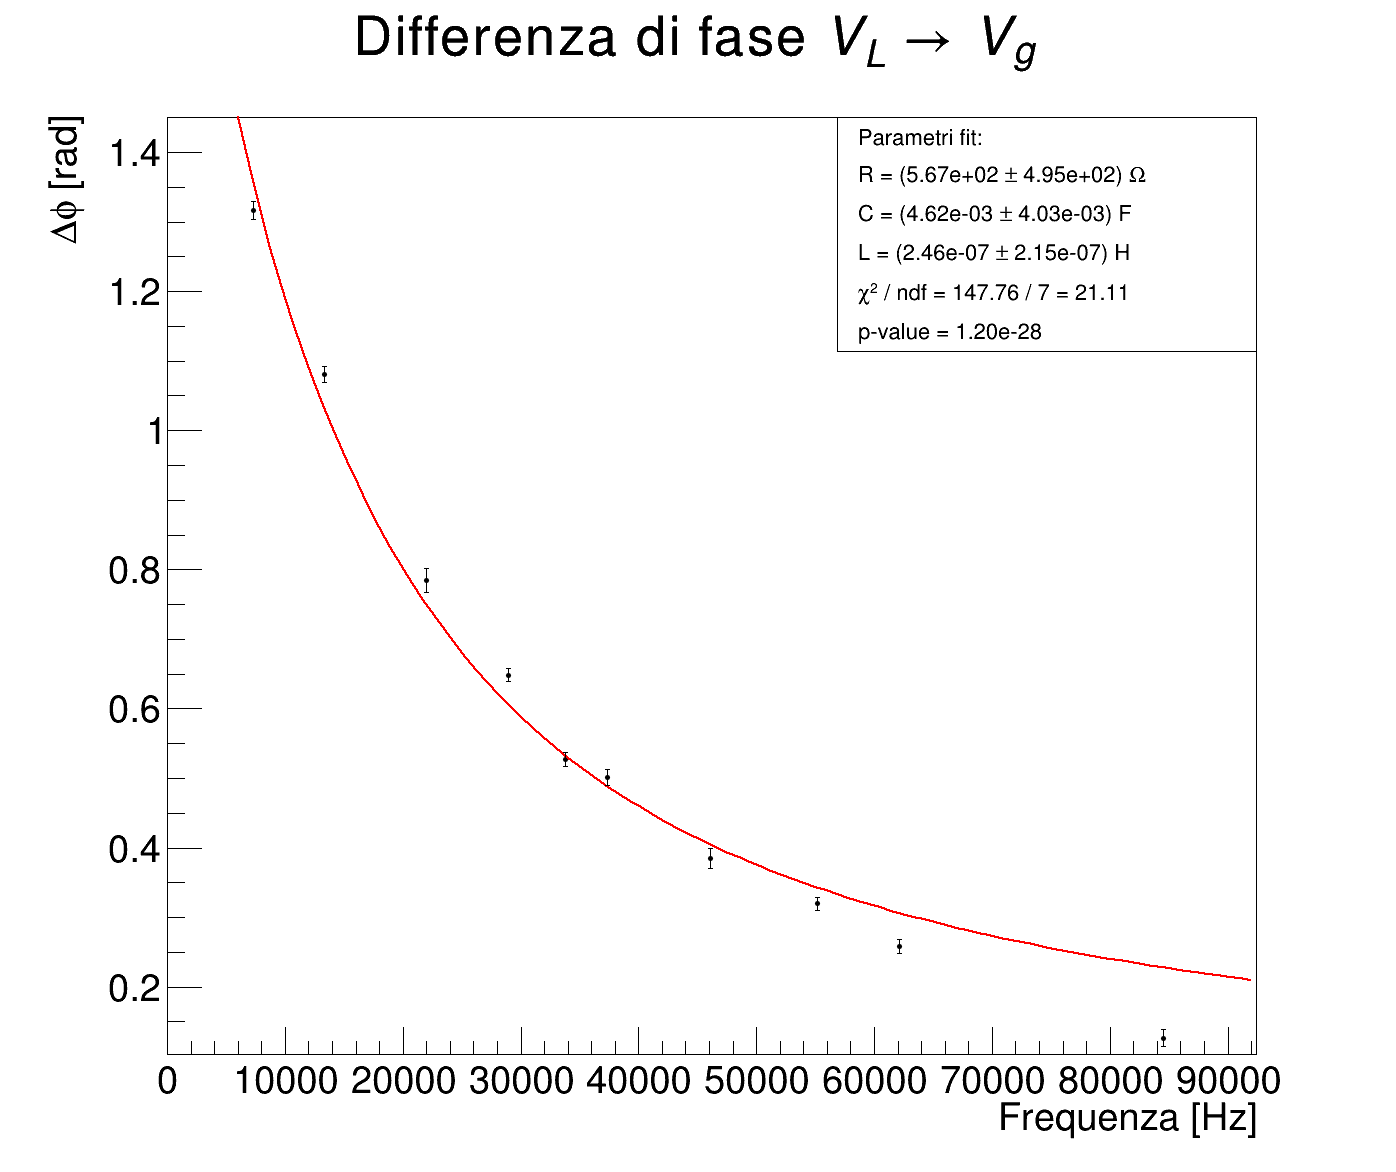 Differenza di fase V_L → V_g
Δϕ [rad]
1.4
1.2
1
0.8
0.6
0.4
0.2
Parametri fit:
R = (5.67e+02 ± 4.95e+02) Ω
C = (4.62e-03 ± 4.03e-03) F
L = (2.46e-07 ± 2.15e-07) H
χ² / ndf = 147.76 / 7 = 21.11
p-value = 1.20e-28
0 10000 20000 30000 40000 50000 60000 70000 80000 90000
Frequenza [Hz]